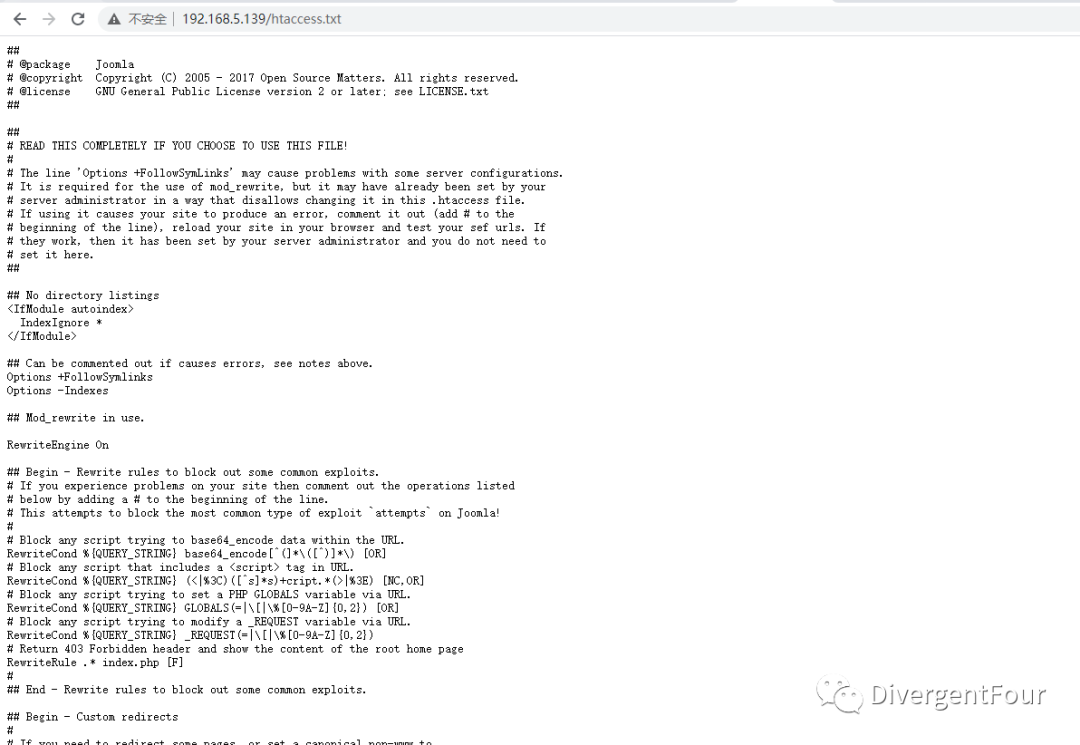 不安全 | 192.168.5.139/htaccess.txt
##
# @package    Joomla
# @copyright  Copyright (C) 2005 - 2017 Open Source Matters. All rights reserved.
# @license    GNU General Public License version 2 or later; see LICENSE.txt
##
##
# READ THIS COMPLETELY IF YOU CHOOSE TO USE THIS FILE!
#
# The line 'Options +FollowSymLinks' may cause problems with some server configurations.
# It is required for the use of mod_rewrite, but it may have already been set by your
# server administrator in a way that disallows changing it in this .htaccess file.
# If using it causes your site to produce an error, comment it out (add # to the
# beginning of the line), reload your site in your browser and test your sef urls. If
# they work, then it has been set by your server administrator and you do not need to
# set it here.
##
## No directory listings
<IfModule autoindex>
  IndexIgnore *
</IfModule>
## Can be commented out if causes errors, see notes above.
Options +FollowSymlinks
Options -Indexes
## Mod_rewrite in use.
RewriteEngine On
## Begin - Rewrite rules to block out some common exploits.
# If you experience problems on your site then comment out the operations listed
# below by adding a # to the beginning of the line.
# This attempts to block the most common type of exploit `attempts` on Joomla!
#
# Block any script trying to base64_encode data within the URL.
RewriteCond %{QUERY_STRING} base64_encode[^(]*\([^)]*\) [OR]
# Block any script that includes a <script> tag in URL.
RewriteCond %{QUERY_STRING} (<|%3C)([^s]*s)+cript.*(>|%3E) [NC,OR]
# Block any script trying to set a PHP GLOBALS variable via URL.
RewriteCond %{QUERY_STRING} GLOBALS(=|\[|\%[0-9A-Z]{0,2}) [OR]
# Block any script trying to modify a _REQUEST variable via URL.
RewriteCond %{QUERY_STRING} _REQUEST(=|\[|\%[0-9A-Z]{0,2})
# Return 403 Forbidden header and show the content of the root home page
RewriteRule .* index.php [F]
#
## End - Rewrite rules to block out some common exploits.
## Begin - Custom redirects
#
# If you need to redirect some pages, or set a canonical non-www to
DivergentFour